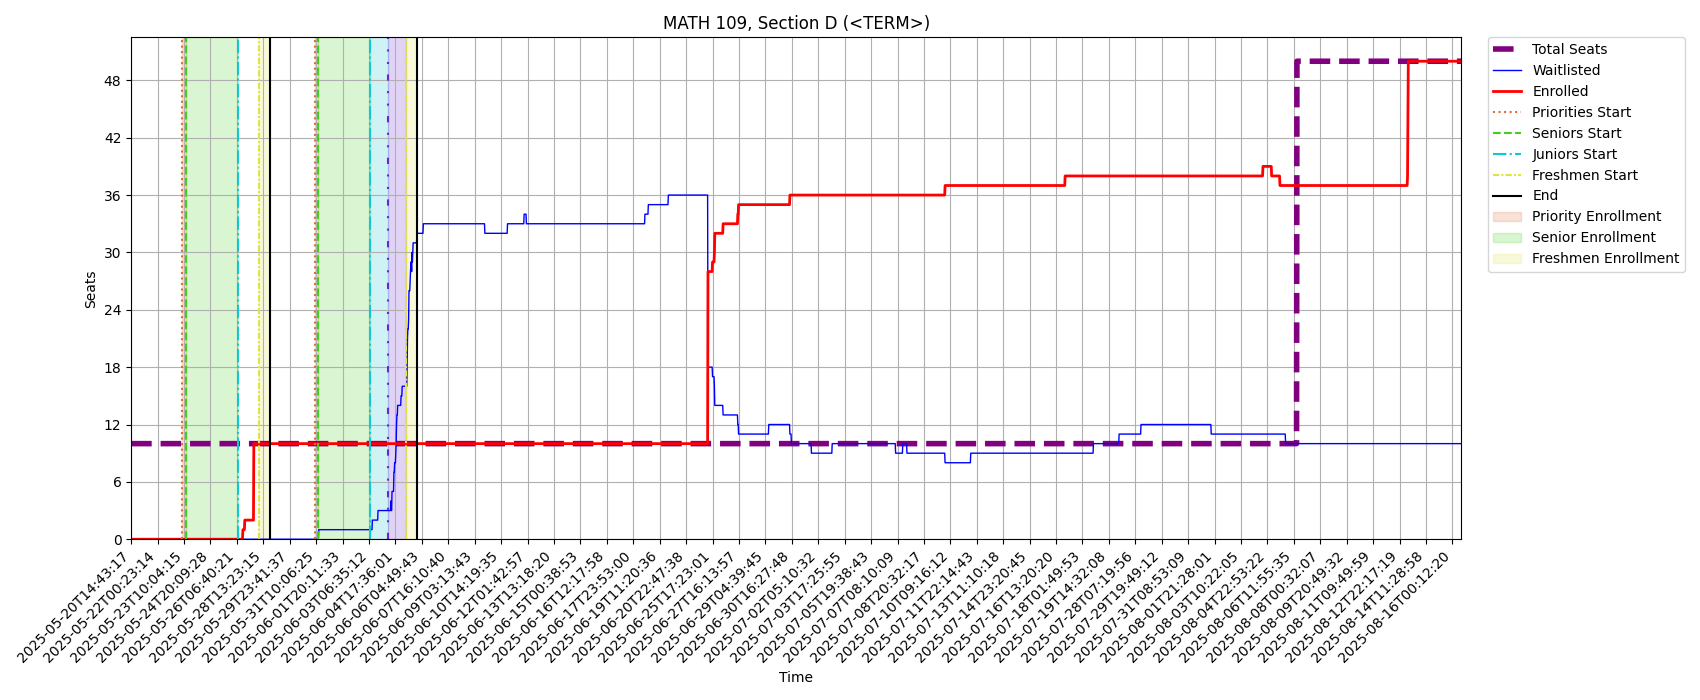 MATH 109, Section D (<TERM>)
Seats
48
42
36
30
24
18
12
6
0
2025-05-20T14:43:17
2025-05-22T00:23:14
2025-05-23T10:04:15
2025-05-24T20:09:28
2025-05-26T06:40:21
2025-05-28T13:23:15
2025-05-29T23:41:37
2025-05-31T10:06:23
2025-06-01T20:11:33
2025-06-03T06:35:12
2025-06-04T17:36:01
2025-06-06T04:49:43
2025-06-07T16:10:40
2025-06-09T03:13:43
2025-06-10T14:19:35
2025-06-12T01:42:57
2025-06-13T13:18:20
2025-06-15T00:38:53
2025-06-16T12:17:58
2025-06-17T23:53:00
2025-06-19T11:20:36
2025-06-20T22:47:38
2025-06-25T17:23:01
2025-06-27T16:13:57
2025-06-29T04:39:45
2025-06-30T16:27:48
2025-07-02T05:10:32
2025-07-03T17:25:55
2025-07-05T19:38:43
2025-07-07T08:10:09
2025-07-08T20:32:17
2025-07-10T09:16:12
2025-07-11T22:14:43
2025-07-13T11:10:18
2025-07-14T23:20:45
2025-07-16T13:20:20
2025-07-18T01:49:53
2025-07-19T14:32:08
2025-07-28T07:19:56
2025-07-29T19:49:12
2025-07-31T08:53:09
2025-08-01T21:28:01
2025-08-03T10:22:05
2025-08-04T22:53:22
2025-08-06T11:55:35
2025-08-08T00:32:07
2025-08-09T20:49:32
2025-08-11T09:49:59
2025-08-12T22:17:19
2025-08-14T11:28:58
2025-08-16T00:12:20
Time
Total Seats
Waitlisted
Enrolled
Priorities Start
Seniors Start
Juniors Start
Freshmen Start
End
Priority Enrollment
Senior Enrollment
Freshmen Enrollment